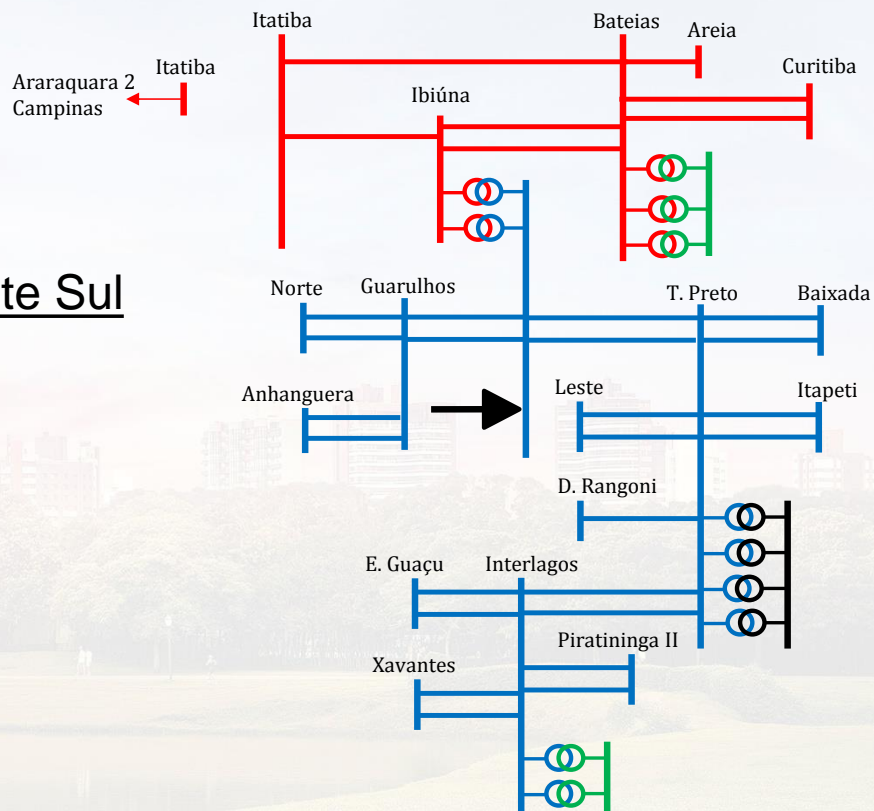 Itatiba
Bateias
Areia
Araraquara 2
Campinas
Itatiba
Curitiba
Ibiúna
te Sul
Norte
Guarulhos
T. Preto
Baixada
Anhanguera
Leste
Itapeti
D. Rangoni
E. Guaçu
Interlagos
Piratininga II
Xavantes